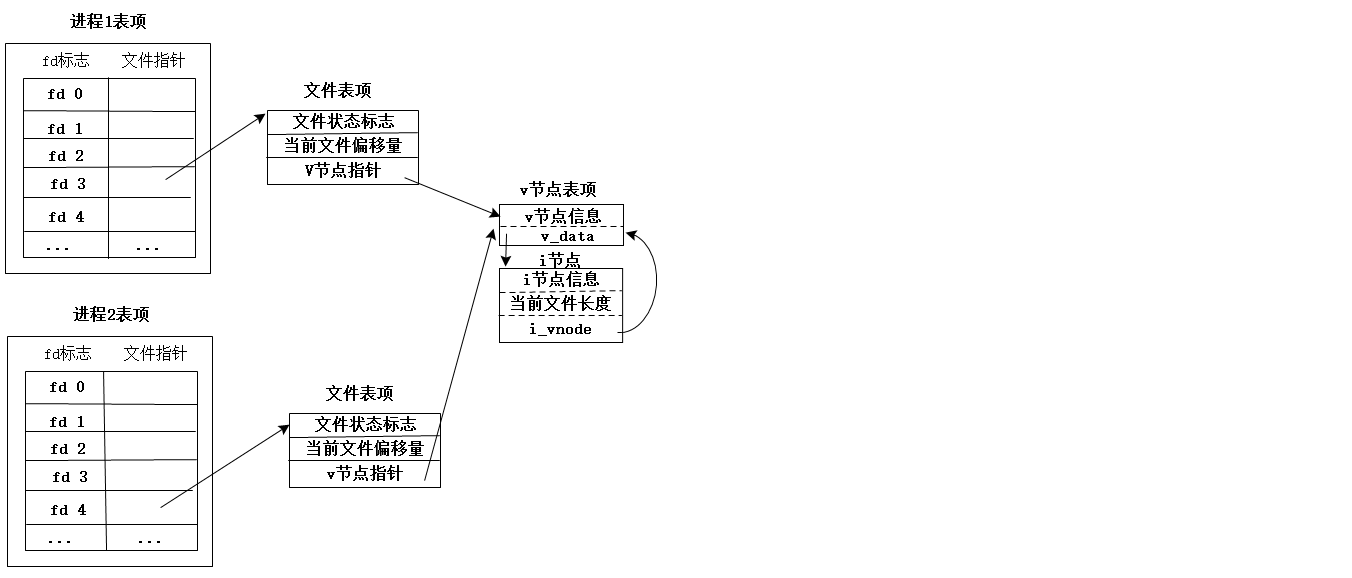 进程1表项
fd标志 文件指针
fd 0
fd 1
fd 2
fd 3
fd 4
... ...
文件表项
文件状态标志
当前文件偏移量
V节点指针
v节点表项
v节点信息
v_data
i节点
i节点信息
当前文件长度
i_vnode
进程2表项
fd标志 文件指针
fd 0
fd 1
fd 2
fd 3
fd 4
... ...
文件表项
文件状态标志
当前文件偏移量
v节点指针